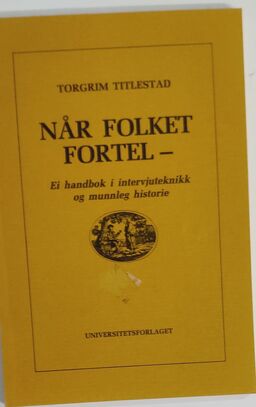 TORGRIM TITLESTAD
NÅR FOLKET
FORTEL –
Ei handbok i intervjuteknikk
og munnleg historie
UNIVERSITETSFORLAGET